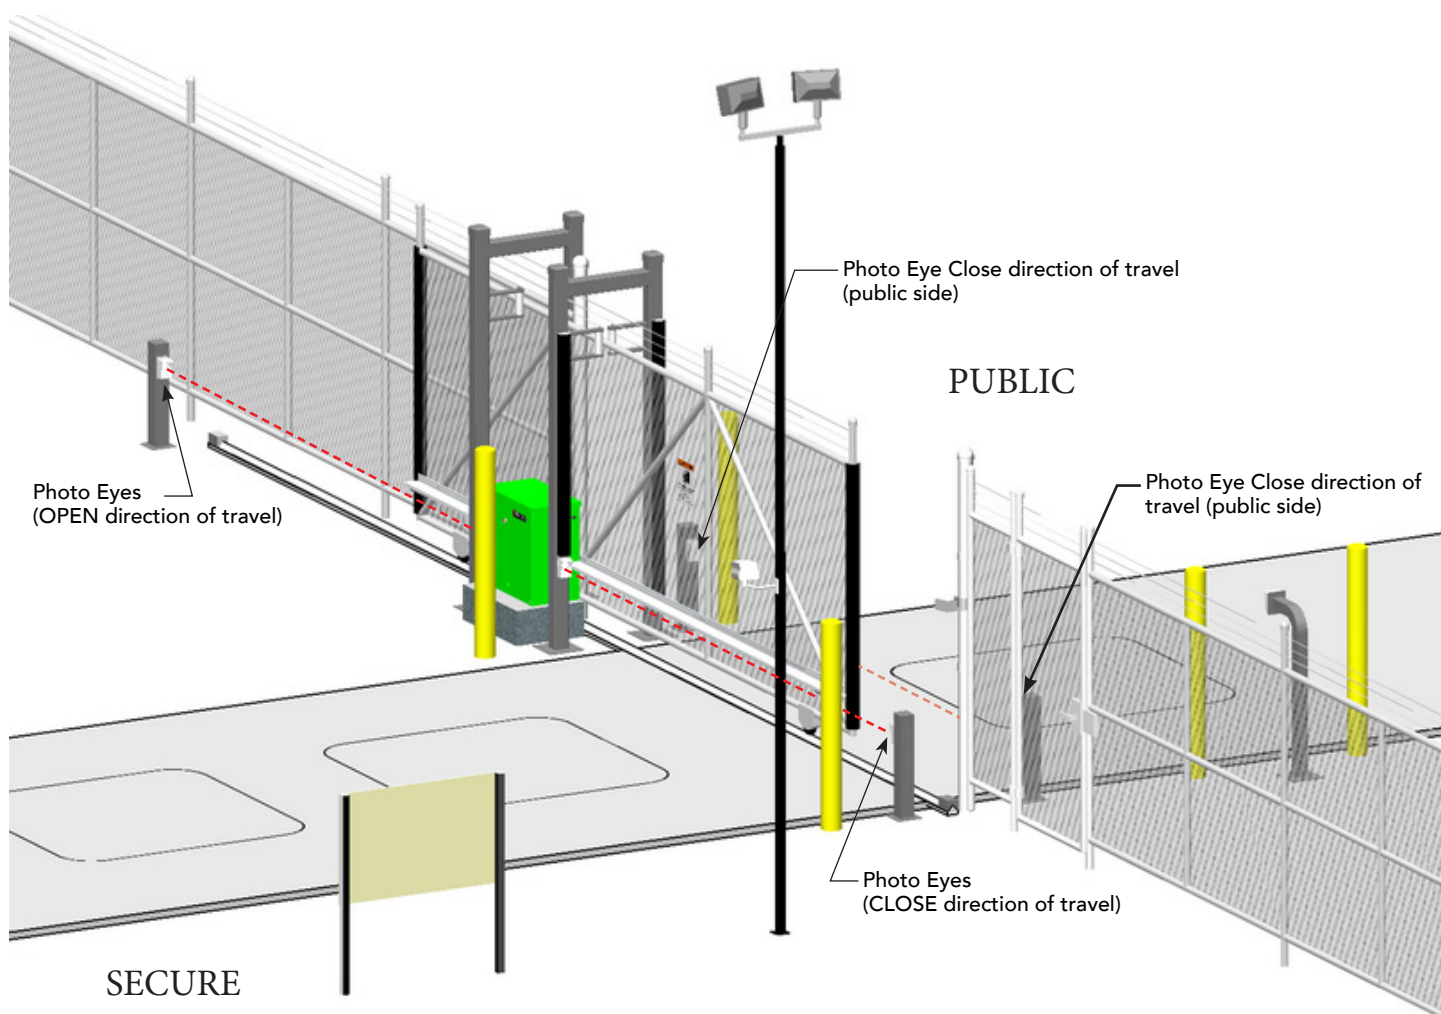 Photo Eye Close direction of travel
(public side)
PUBLIC
Photo Eye Close direction of
travel (public side)
Photo Eyes
(OPEN direction of travel)
Photo Eyes
(CLOSE direction of travel)
SECURE